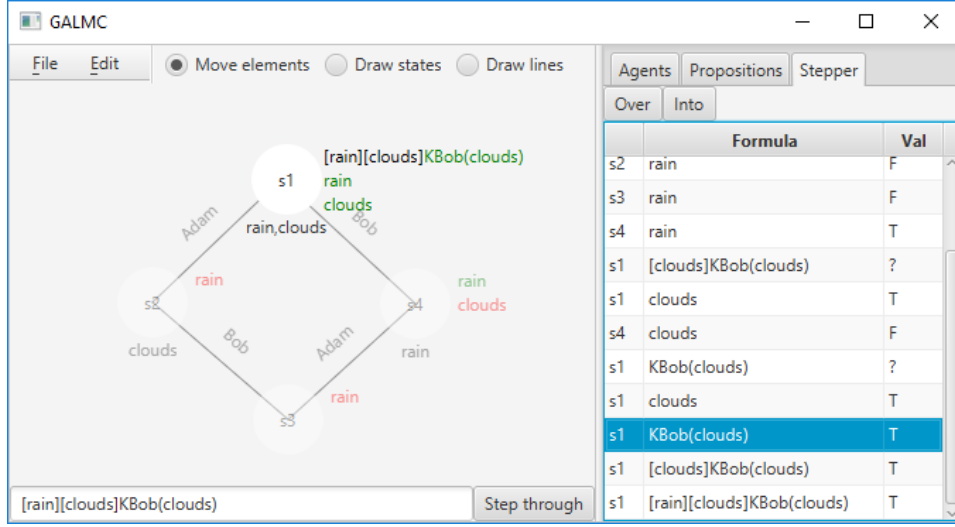 GALMC
File Edit Move elements Draw states Draw lines
Agents Propositions Stepper
Over Into
Formula Val
s2 rain F
s3 rain F
s4 rain T
s1 [clouds]KBob(clouds) ?
s1 clouds T
s4 clouds F
s1 KBob(clouds) ?
s1 clouds T
s1 KBob(clouds) T
s1 [clouds]KBob(clouds) T
s1 [rain][clouds]KBob(clouds) T
[rain][clouds]KBob(clouds)
s1 rain
clouds
Adam rain,clouds Bob
rain rain
s2 s4 clouds
clouds Bob Adam rain
rain
s3
[rain][clouds]KBob(clouds) Step through